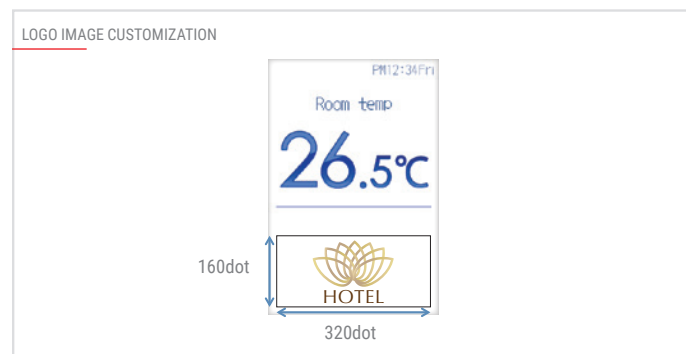 LOGO IMAGE CUSTOMIZATION
PM12:34Fri
Room temp
26.5℃
160dot
HOTEL
320dot